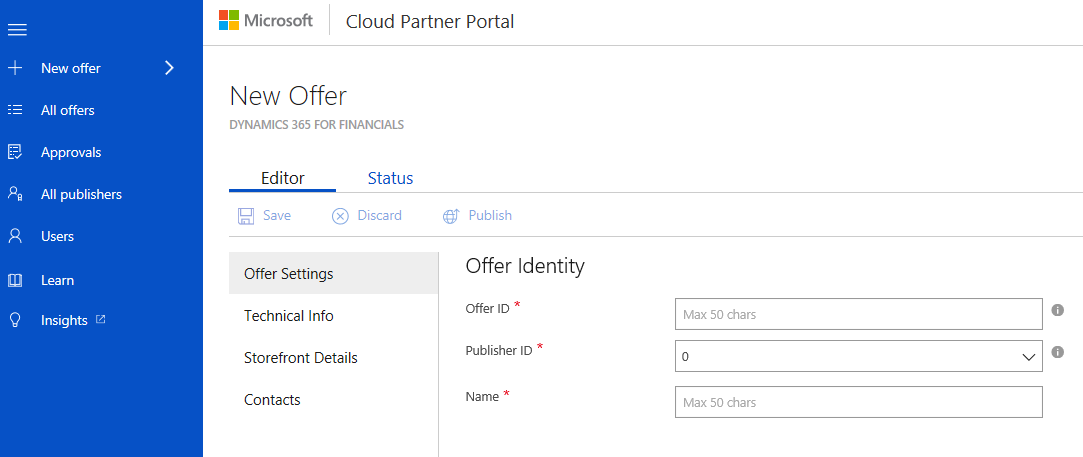 Microsoft
Cloud Partner Portal
New offer
All offers
Approvals
All publishers
Users
Learn
Insights
New Offer
DYNAMICS 365 FOR FINANCIALS
Editor
Status
Save
Discard
Publish
Offer Settings
Technical Info
Storefront Details
Contacts
Offer Identity
Offer ID *
Max 50 chars
Publisher ID *
0
Name *
Max 50 chars